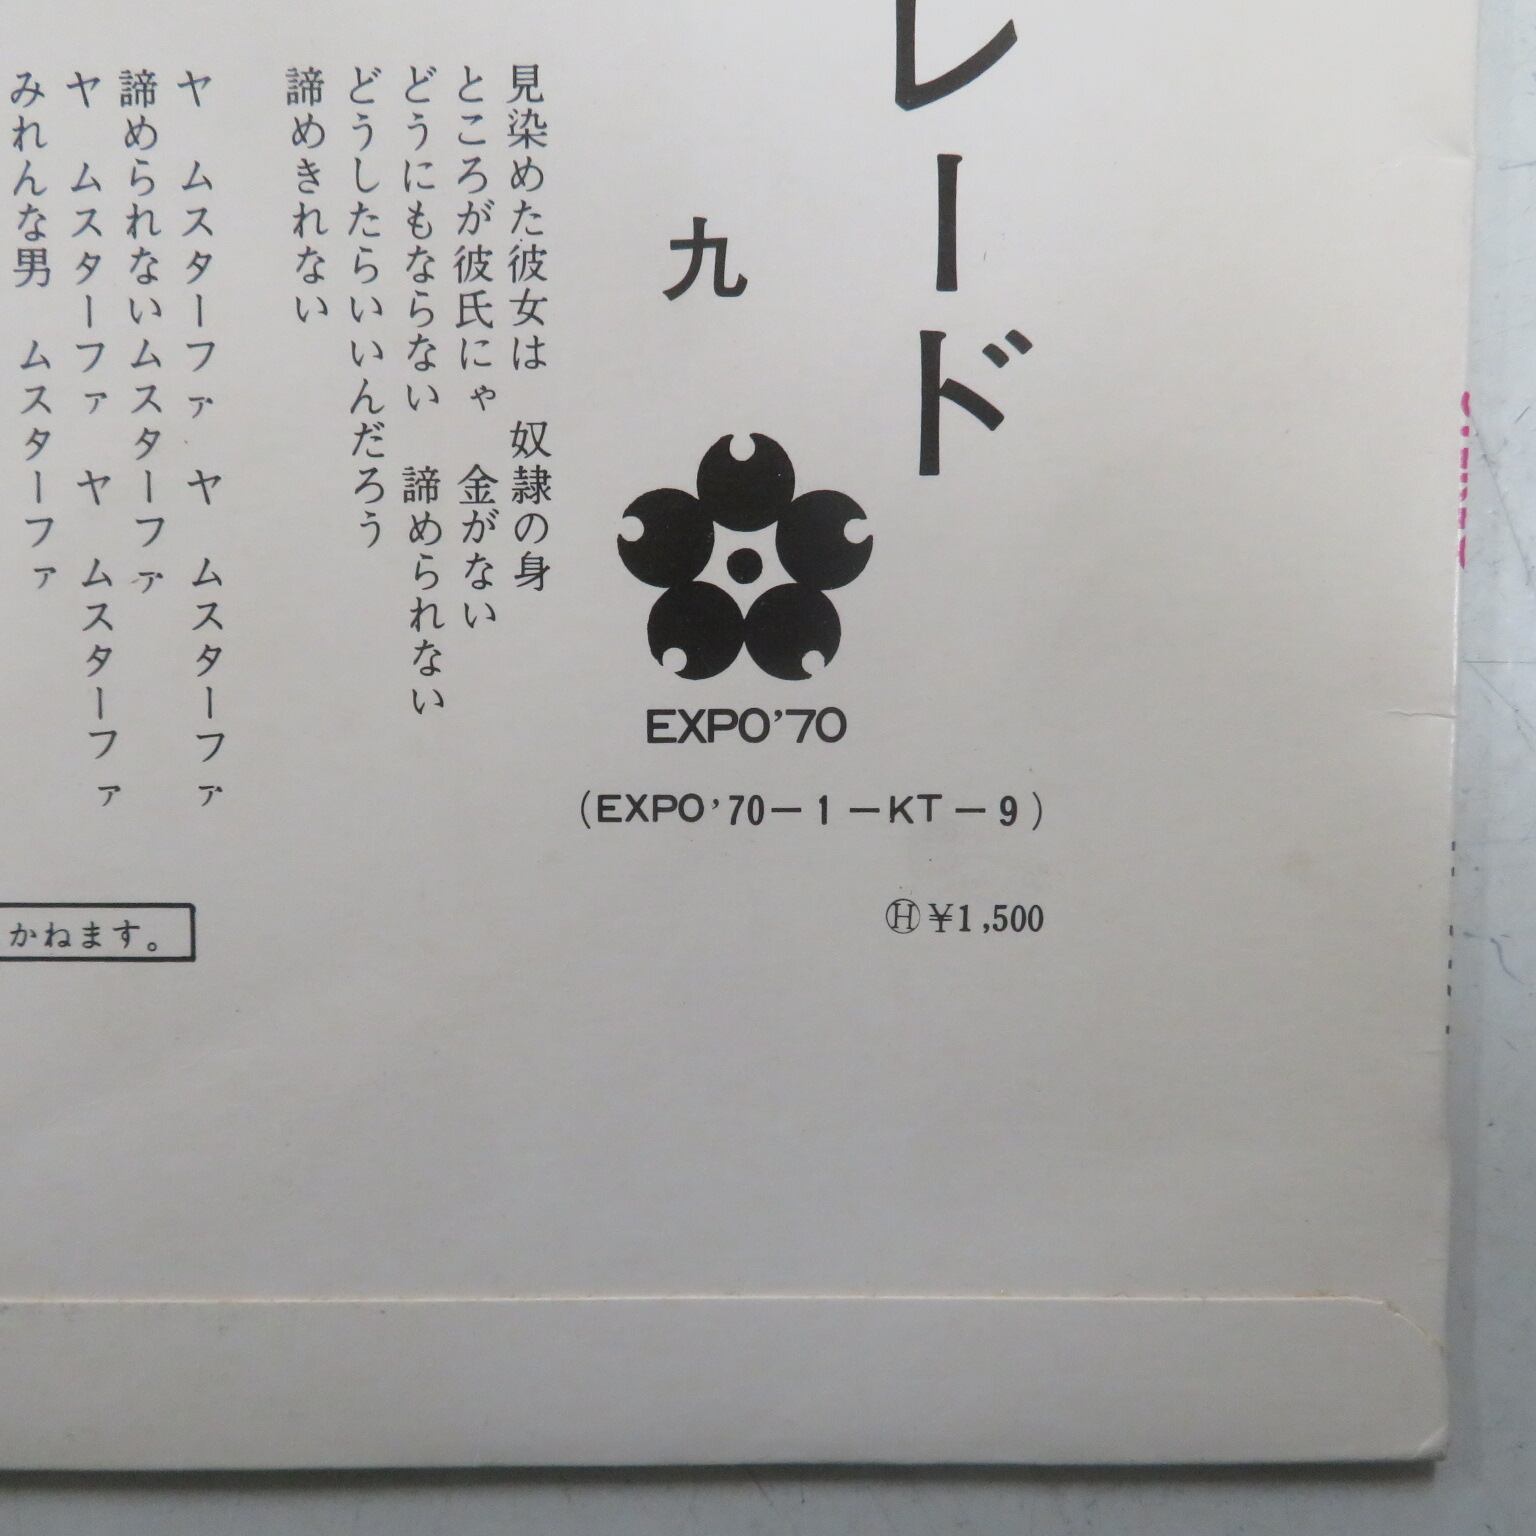 レード
九
EXPO'70
(EXPO'70－1－KT－9)
Ⓗ¥1,500
見染めた彼女は　奴隷の身
ところが彼氏にゃ　金がない
どうにもならない　諦められない
どうしたらいいんだろう
諦めきれない
ヤ　ムスターファ　ヤ　ムスターファ
諦められないムスターファ
ヤ　ムスターファ　ヤ　ムスターファ
みれんな男　ムスターファ
かねます。